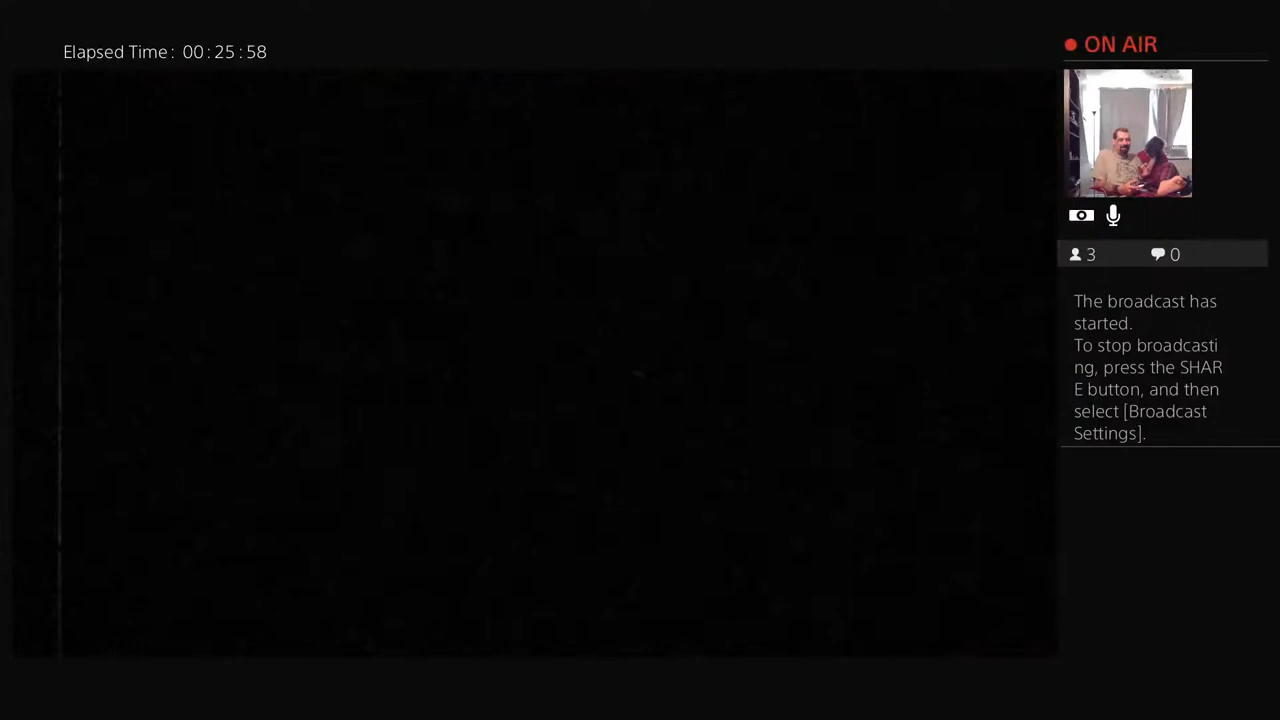 Elapsed Time: 00:25:58
ON AIR
3
0
The broadcast has
started.
To stop broadcasti
ng, press the SHAR
E button, and then
select [Broadcast
Settings].